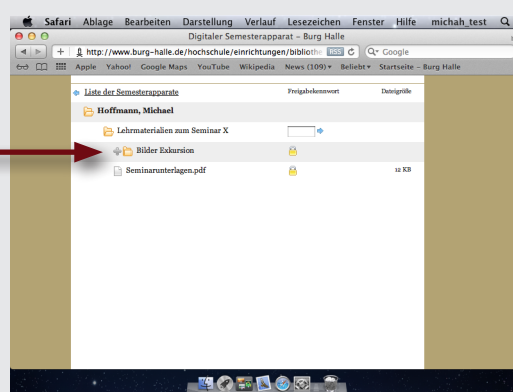 Safari Ablage Bearbeiten Darstellung Verlauf Lesezeichen Fenster Hilfe michah_test
Digitaler Semesterapparat – Burg Halle
http://www.burg-halle.de/hochschule/einrichtungen/bibliothe RSS Google
Apple Yahoo! Google Maps YouTube Wikipedia News (109) Beliebt Startseite – Burg Halle
Liste der Semesterapparate Freigabekennwort Dateigröße
Hoffmann, Michael
Lehrmaterialien zum Seminar X
Bilder Exkursion
Seminarunterlagen.pdf 12 KB